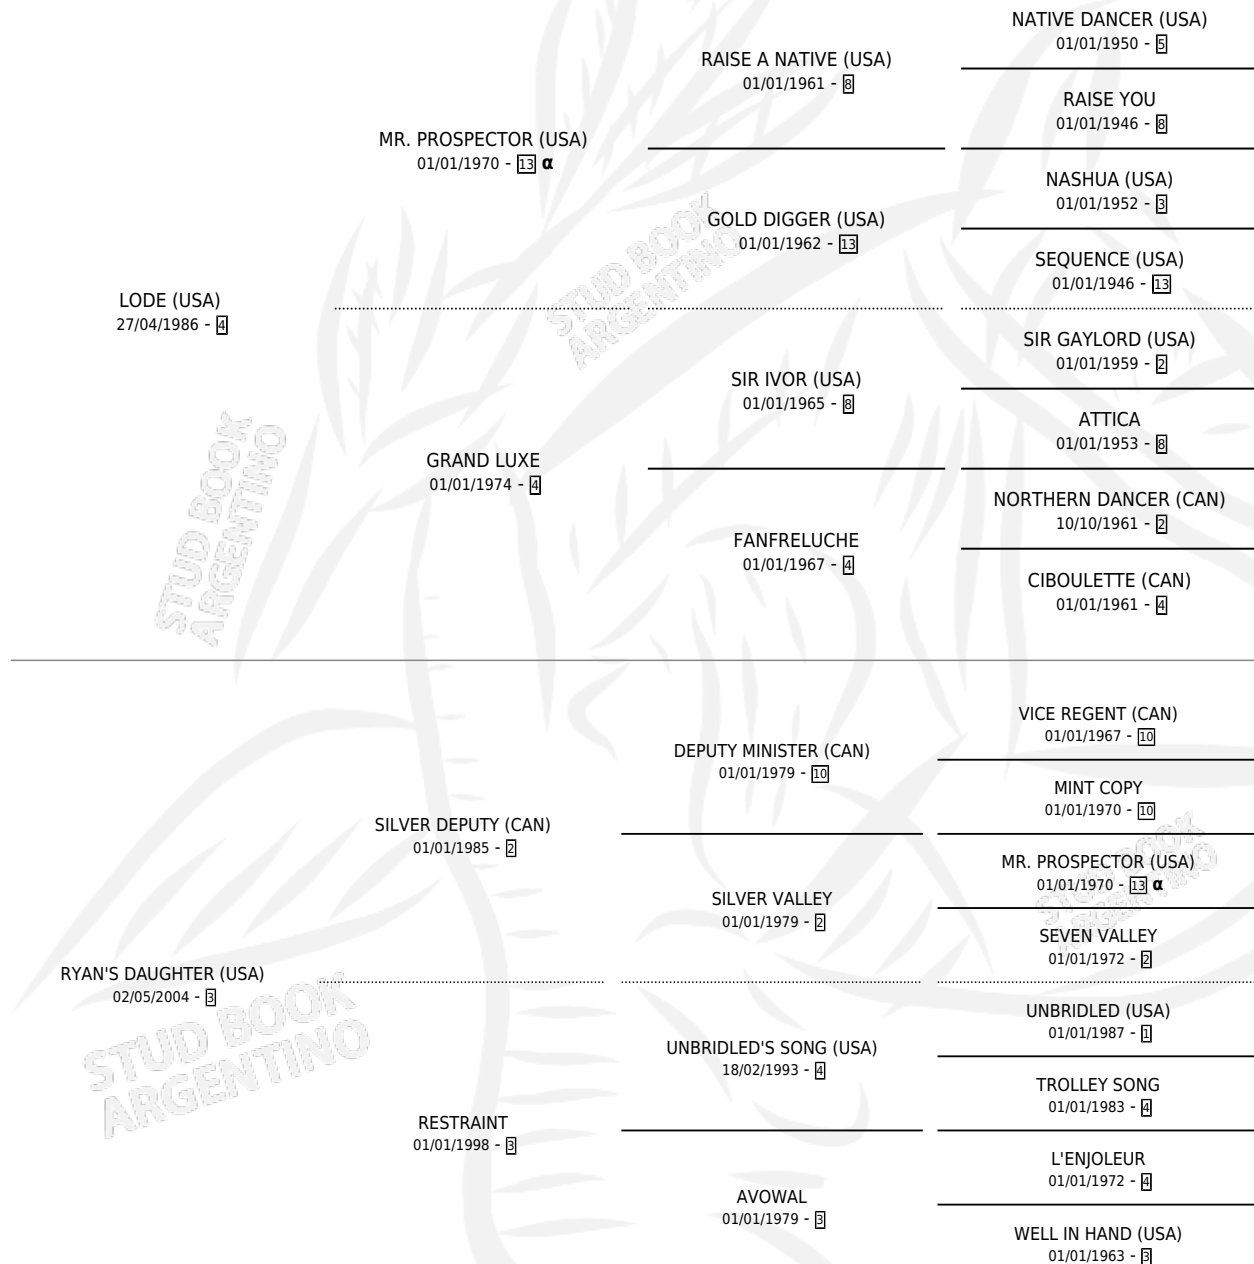 NATIVE DANCER (USA)
01/01/1950 - 5
RAISE A NATIVE (USA)
01/01/1961 - 8
RAISE YOU
01/01/1946 - 8
MR. PROSPECTOR (USA)
01/01/1970 - 13 α
NASHUA (USA)
01/01/1952 - 3
GOLD DIGGER (USA)
01/01/1962 - 13
SEQUENCE (USA)
01/01/1946 - 13
LODE (USA)
27/04/1986 - 4
SIR GAYLORD (USA)
01/01/1959 - 2
SIR IVOR (USA)
01/01/1965 - 8
ATTICA
01/01/1953 - 8
GRAND LUXE
01/01/1974 - 4
NORTHERN DANCER (CAN)
10/10/1961 - 2
FANFRELUCHE
01/01/1967 - 4
CIBOULETTE (CAN)
01/01/1961 - 4
VICE REGENT (CAN)
01/01/1967 - 10
DEPUTY MINISTER (CAN)
01/01/1979 - 10
MINT COPY
01/01/1970 - 10
SILVER DEPUTY (CAN)
01/01/1985 - 2
MR. PROSPECTOR (USA)
01/01/1970 - 13 α
SILVER VALLEY
01/01/1979 - 2
SEVEN VALLEY
01/01/1972 - 2
RYAN'S DAUGHTER (USA)
02/05/2004 - 3
UNBRIDLED (USA)
01/01/1987 - 1
UNBRIDLED'S SONG (USA)
18/02/1993 - 4
TROLLEY SONG
01/01/1983 - 4
RESTRAINT
01/01/1998 - 3
L'ENJOLEUR
01/01/1972 - 4
AVOWAL
01/01/1979 - 3
WELL IN HAND (USA)
01/01/1963 - 3
STUD BOOK
ARGENTINO
STUD BOOK
ARGENTINO
STUD BOOK
ARGENTINO
STUD BOOK
ARGENTINO